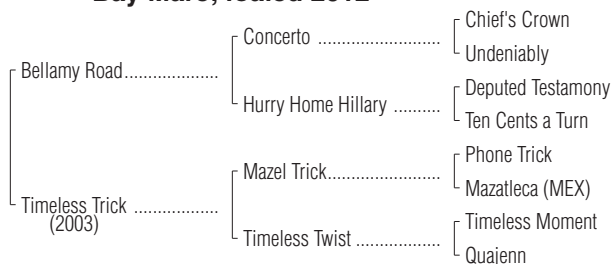 Bay Mare; foaled 2012
Concerto ........................
Chief's Crown
Undeniably
Bellamy Road...................
Hurry Home Hillary ..........
Deputed Testamony
Ten Cents a Turn
Mazel Trick......................
Phone Trick
Mazatleca (MEX)
Timeless Trick .................
(2003)
Timeless Twist .................
Timeless Moment
Quajenn